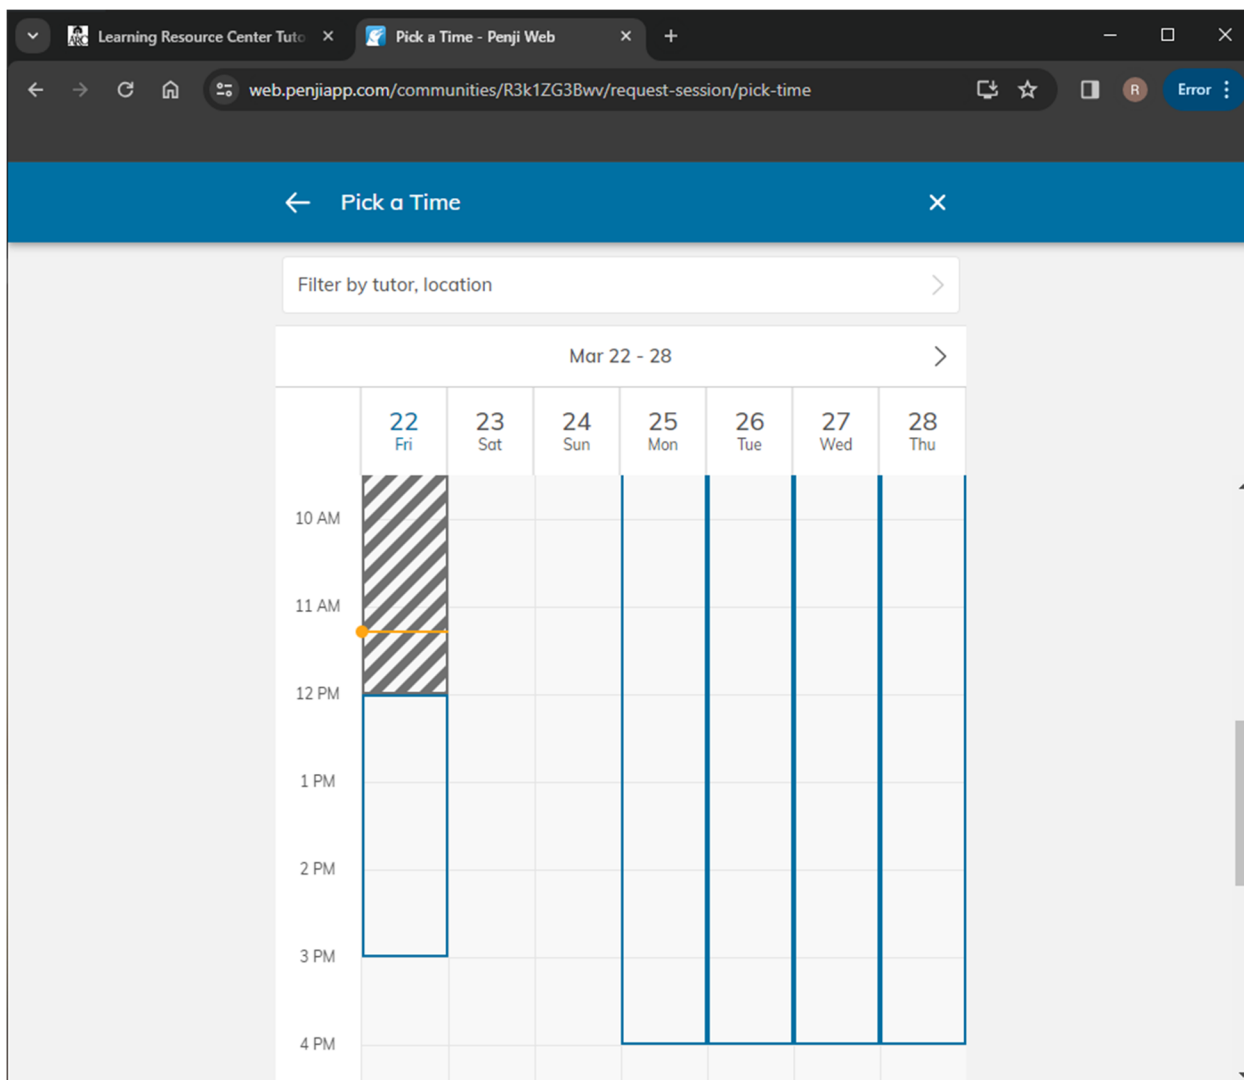 Learning Resource Center Tuto
Pick a Time - Penji Web
web.penjiapp.com/communities/R3k1ZG3Bwv/request-session/pick-time
R
Error
Pick a Time
Filter by tutor, location
Mar 22 - 28
22 23 24 25 26 27 28
Fri Sat Sun Mon Tue Wed Thu
10 AM
11 AM
12 PM
1 PM
2 PM
3 PM
4 PM